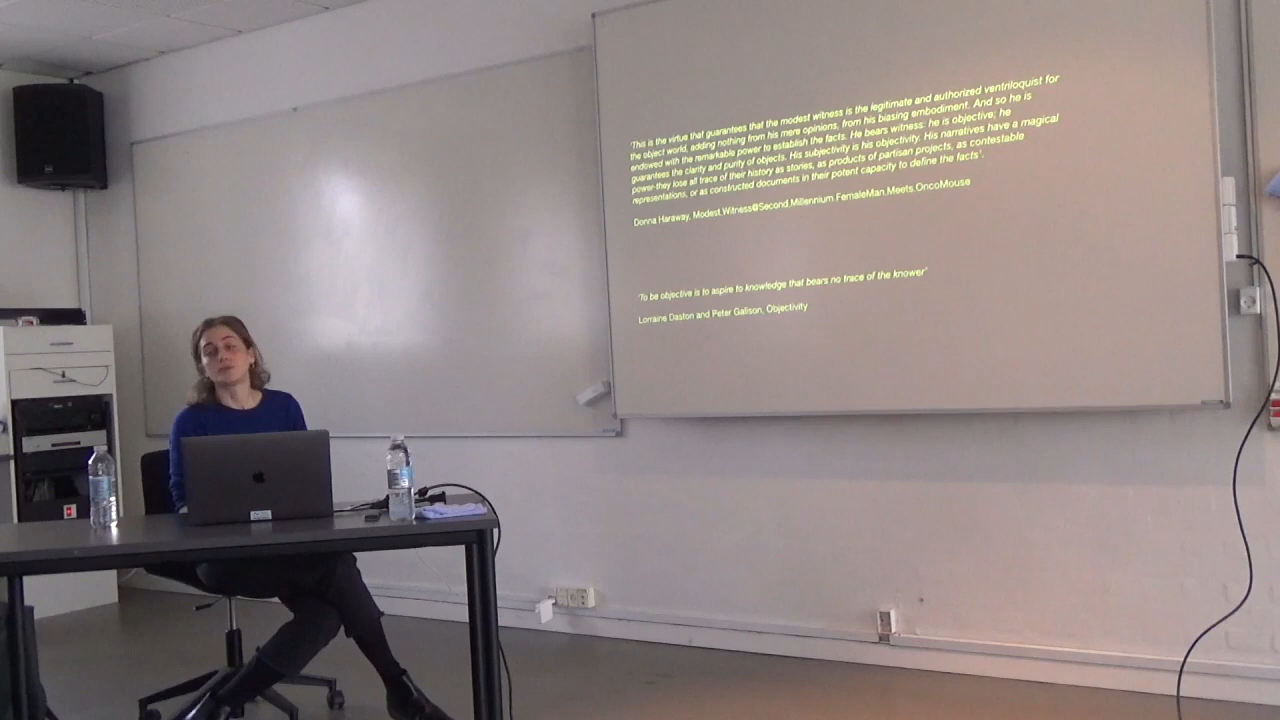 'This is the virtue that guarantees that the modest witness is the legitimate and authorized ventriloquist for
the object world, adding nothing from his mere opinions, from his biasing embodiment. And so he is
endowed with the remarkable power to establish the facts. He bears witness: he is objective; he
guarantees the clarity and purity of objects. His subjectivity is his objectivity. His narratives have a magical
power-they lose all trace of their history as stories, as products of partisan projects, as contestable
representations, or as constructed documents in their potent capacity to define the facts'.
Donna Haraway, Modest.Witness@Second.Millennium.FemaleMan.Meets.OncoMouse
'To be objective is to aspire to knowledge that bears no trace of the knower'
Lorraine Daston and Peter Galison, Objectivity